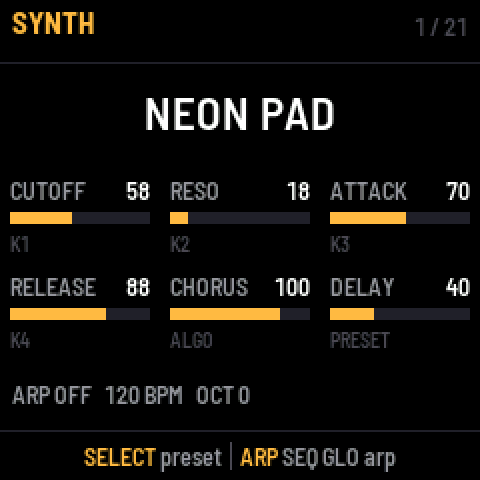 SYNTH 1/21
NEON PAD
CUTOFF 58 RESO 18 ATTACK 70
K1 K2 K3
RELEASE 88 CHORUS 100 DELAY 40
K4 ALGO PRESET
ARP OFF 120 BPM OCT 0
SELECT preset | ARP SEQ GLO arp